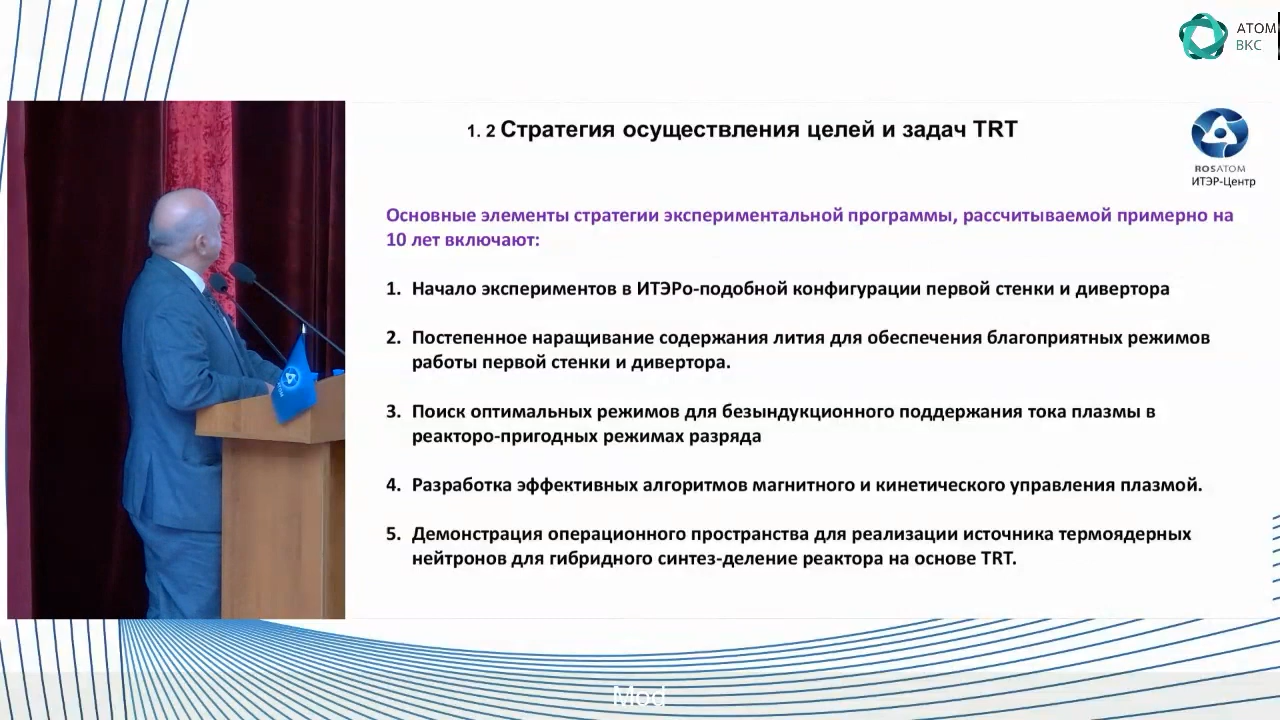 АТОМ
ВКС
1. 2 Стратегия осуществления целей и задач TRT
ROSATOM
ИТЭР-Центр
Основные элементы стратегии экспериментальной программы, рассчитываемой примерно на
10 лет включают:
1. Начало экспериментов в ИТЭРо-подобной конфигурации первой стенки и дивертора
2. Постепенное наращивание содержания лития для обеспечения благоприятных режимов
работы первой стенки и дивертора.
3. Поиск оптимальных режимов для безындукционного поддержания тока плазмы в
реакторо-пригодных режимах разряда
4. Разработка эффективных алгоритмов магнитного и кинетического управления плазмой.
5. Демонстрация операционного пространства для реализации источника термоядерных
нейтронов для гибридного синтез-деление реактора на основе TRT.
Mod